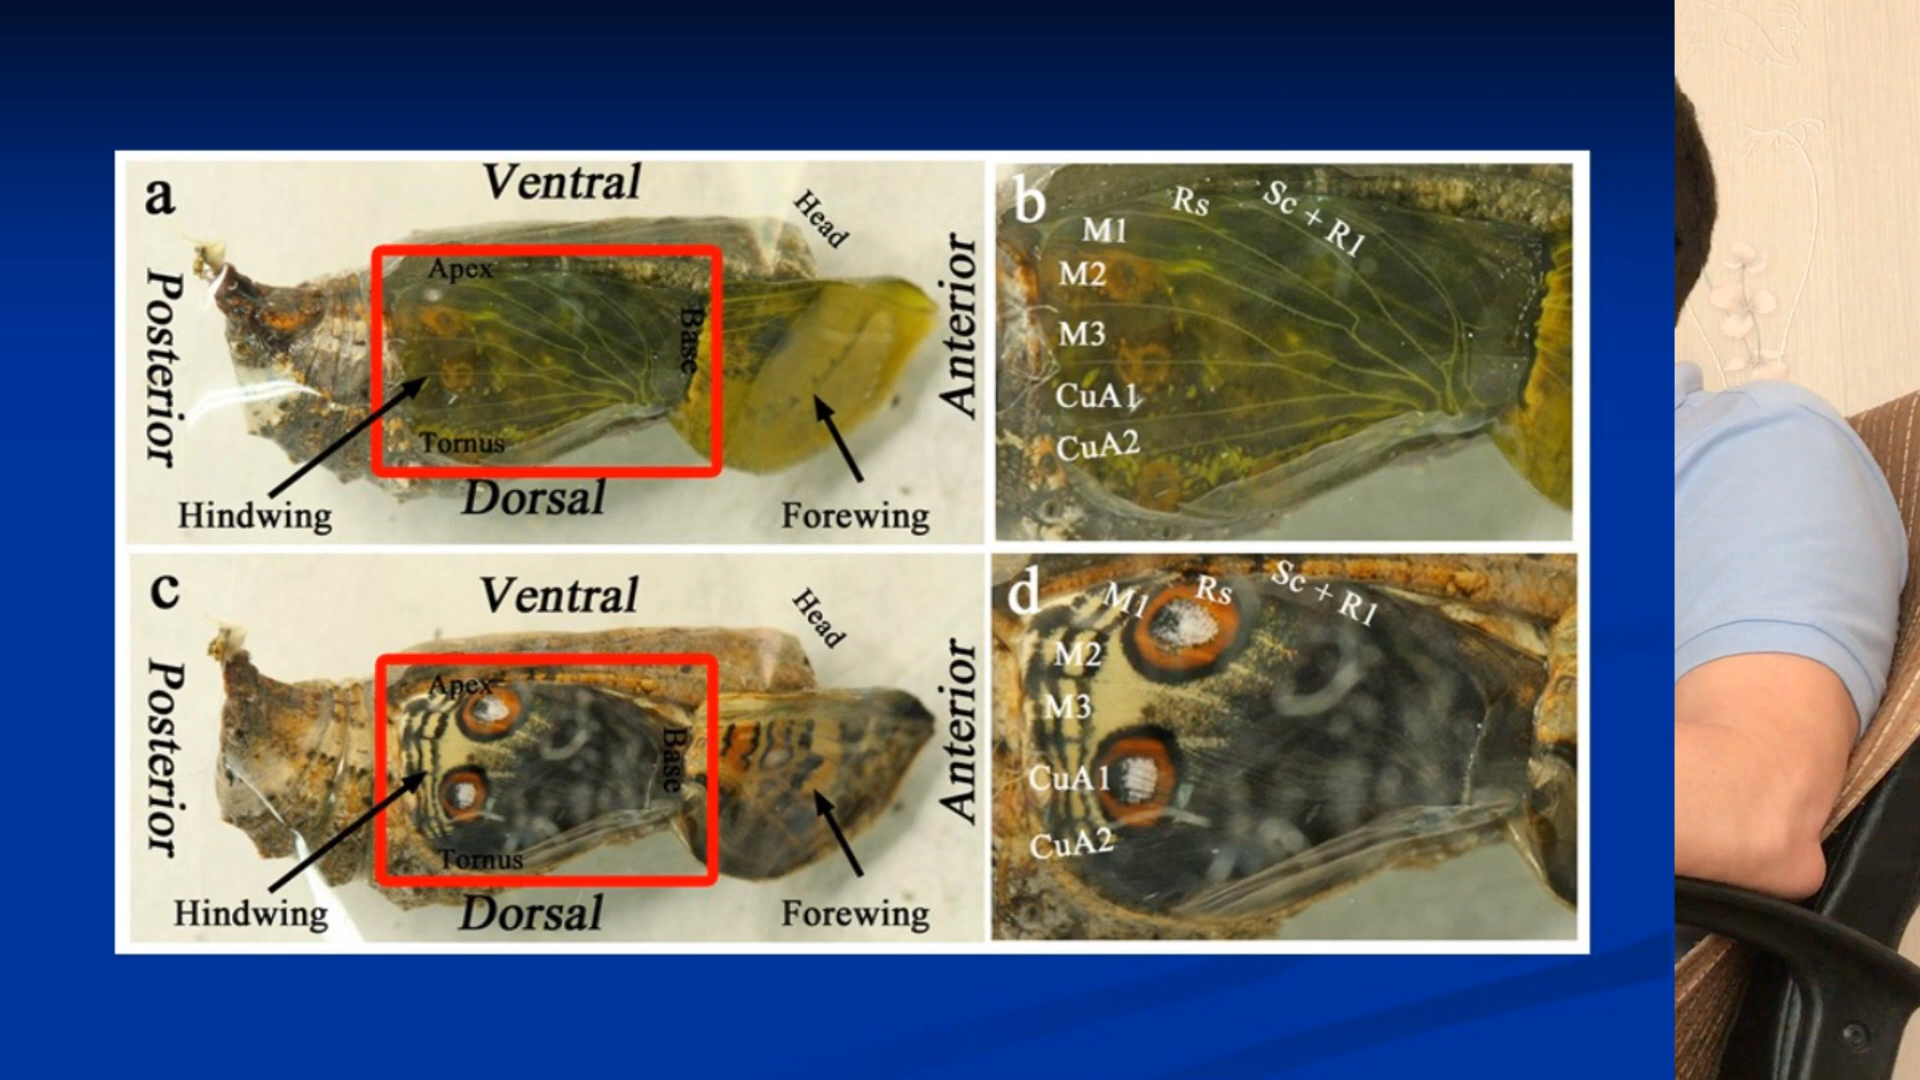 a
Ventral
Head
Apex
Posterior
Base
Anterior
Tornus
Hindwing
Dorsal
Forewing
b
Rs
Sc + R1
M1
M2
M3
CuA1
CuA2
c
Ventral
Head
Apex
Posterior
Base
Anterior
Tornus
Hindwing
Dorsal
Forewing
d
M1
Rs
Sc + R1
M2
M3
CuA1
CuA2